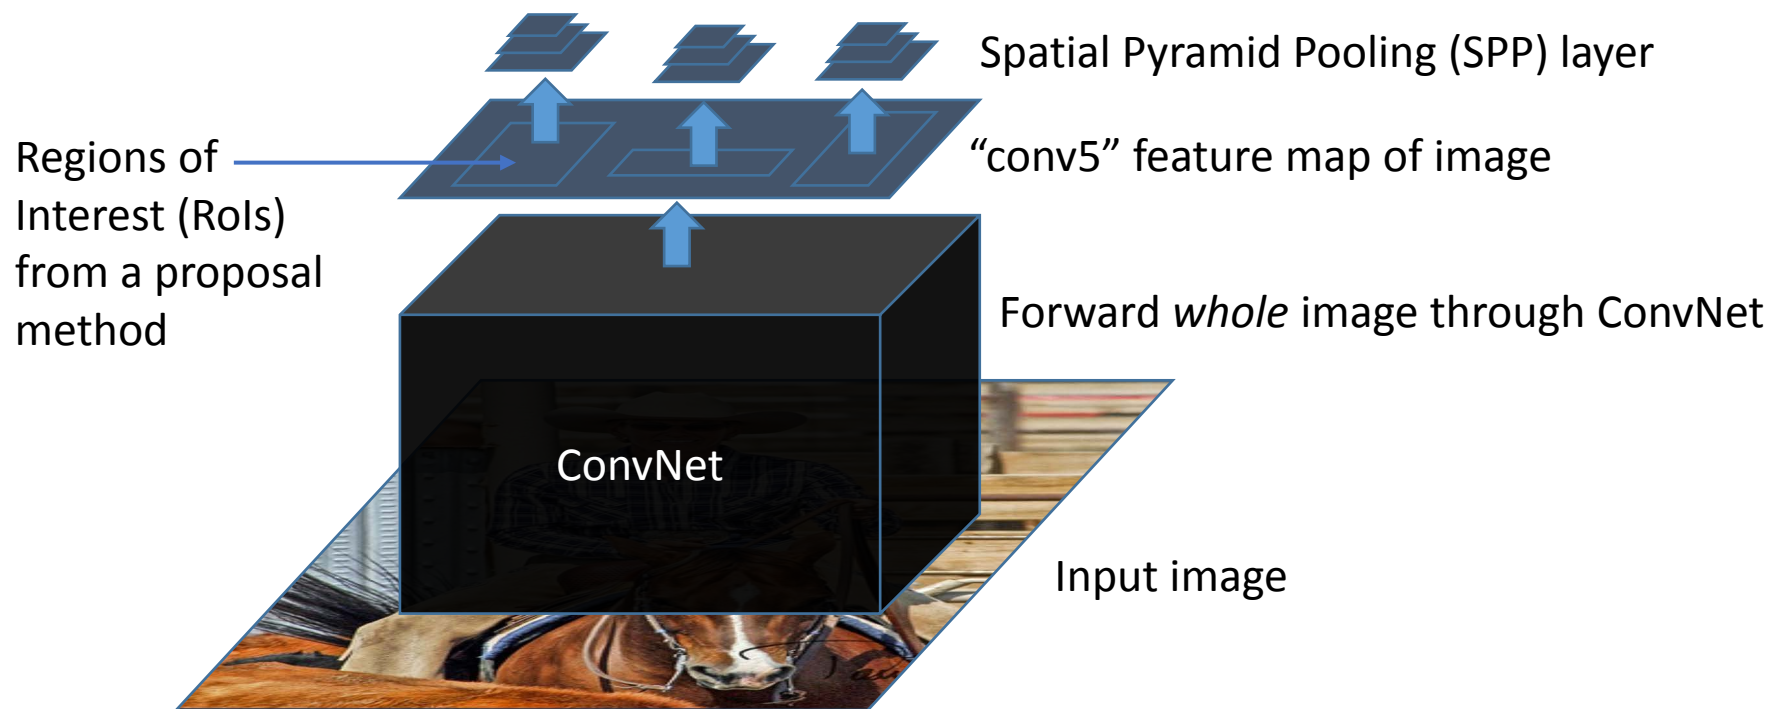 Spatial Pyramid Pooling (SPP) layer
Regions of
Interest (RoIs)
from a proposal
method
“conv5” feature map of image
Forward whole image through ConvNet
ConvNet
Input image